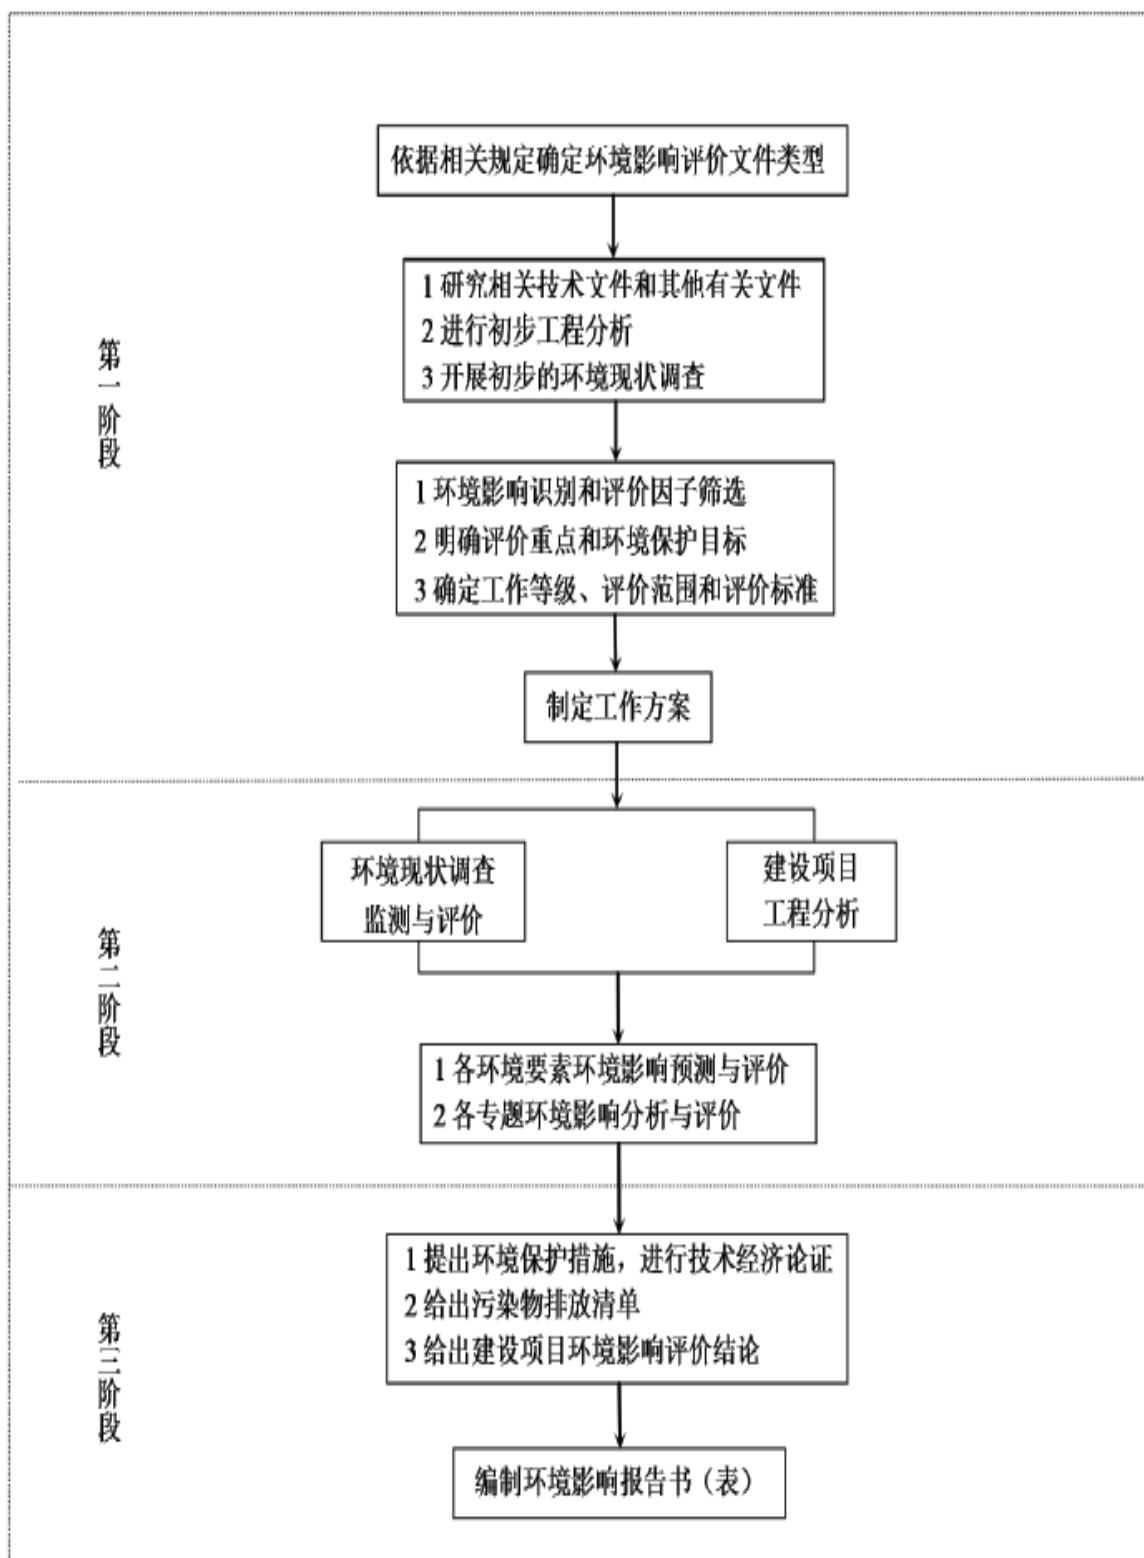 依据相关规定确定环境影响评价文件类型
1 研究相关技术文件和其他有关文件
2 进行初步工程分析
3 开展初步的环境现状调查
第一阶段
1 环境影响识别和评价因子筛选
2 明确评价重点和环境保护目标
3 确定工作等级、评价范围和评价标准
制定工作方案
环境现状调查
监测与评价
建设项目
工程分析
第二阶段
1 各环境要素环境影响预测与评价
2 各专题环境影响分析与评价
1 提出环境保护措施，进行技术经济论证
2 给出污染物排放清单
3 给出建设项目环境影响评价结论
第三阶段
编制环境影响报告书（表）